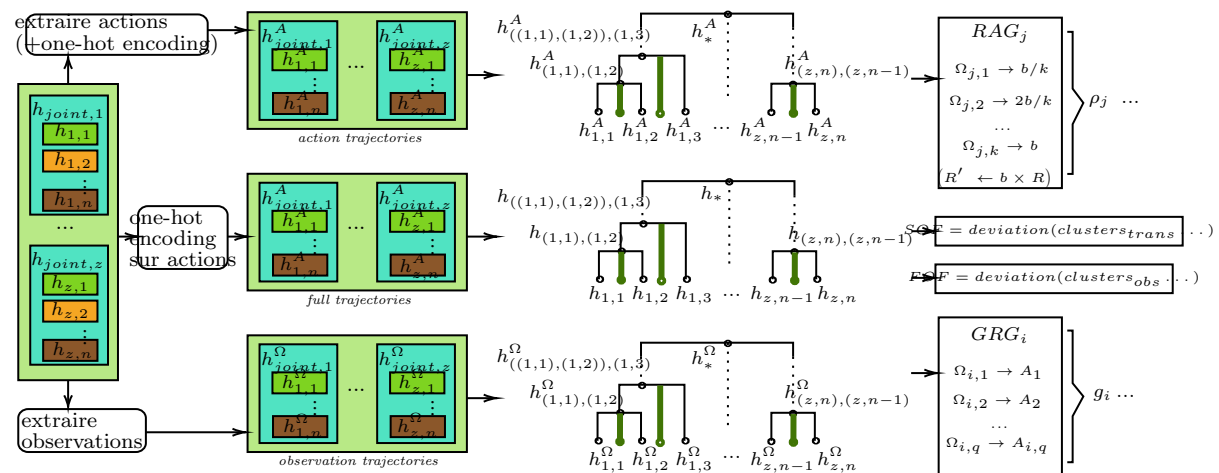 extraire actions
(+one-hot encoding)
h_{joint,1}
h_{1,1}
h_{1,2}
⋮
h_{1,n}
...
h_{joint,z}
h_{z,1}
h_{z,2}
⋮
h_{z,n}
one-hot
encoding
sur actions
extraire
observations
h^A_{joint,1}
h^A_{1,1}
⋮
h^A_{1,n}
...
h^A_{joint,z}
h^A_{z,1}
⋮
h^A_{z,n}
action trajectories
h^A_{joint,1}
h^A_{1,1}
⋮
h^A_{1,n}
...
h^A_{joint,z}
h^A_{z,1}
⋮
h^A_{z,n}
full trajectories
h^Ω_{joint,1}
h^Ω_{1,1}
⋮
h^Ω_{1,n}
...
h^Ω_{joint,z}
h^Ω_{z,1}
⋮
h^Ω_{z,n}
observation trajectories
h^A_{((1,1),(1,2)),(1,3)}
h^A_*
h^A_{(1,1),(1,2)}
h^A_{(z,n),(z,n-1)}
h^A_{1,1} h^A_{1,2} h^A_{1,3} ... h^A_{z,n-1} h^A_{z,n}
h_{((1,1),(1,2)),(1,3)}
h_*
h_{(1,1),(1,2)}
h_{(z,n),(z,n-1)}
h_{1,1} h_{1,2} h_{1,3} ... h_{z,n-1} h_{z,n}
h^Ω_{((1,1),(1,2)),(1,3)}
h^Ω_*
h^Ω_{(1,1),(1,2)}
h^Ω_{(z,n),(z,n-1)}
h^Ω_{1,1} h^Ω_{1,2} h^Ω_{1,3} ... h^Ω_{z,n-1} h^Ω_{z,n}
RAG_j
Ω_{j,1} → b/k
Ω_{j,2} → 2b/k
...
Ω_{j,k} → b
(R' ← b × R)
ρ_j ...
SOF = deviation(clusters_{trans} ...)
FOF = deviation(clusters_{obs} ...)
GRG_i
Ω_{i,1} → A_1
Ω_{i,2} → A_2
...
Ω_{i,q} → A_{i,q}
g_i ...